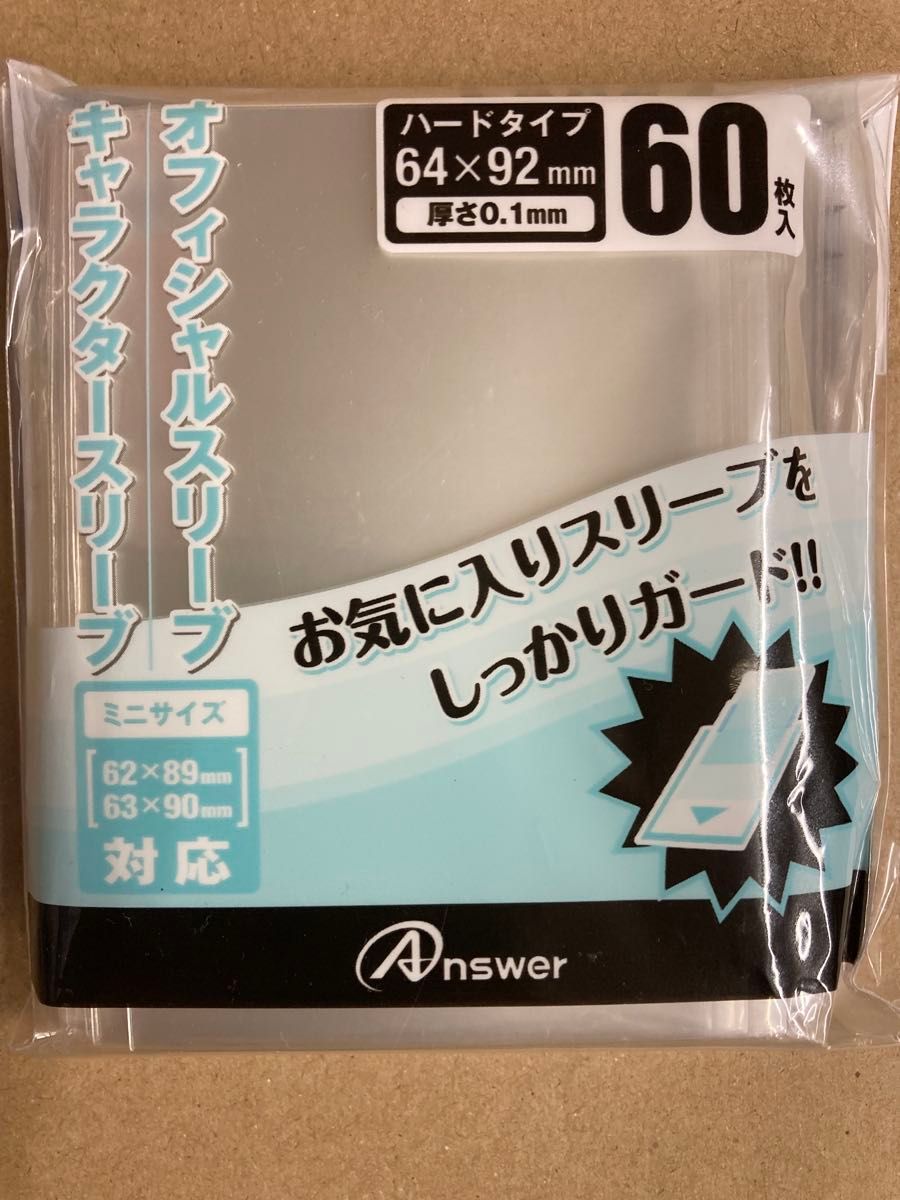 オフィシャルスリーブ
キャラクタースリーブ
ハードタイプ
64×92mm
厚さ0.1mm
60枚入
お気に入りスリーブを
しっかりガード!!
ミニサイズ
62×89mm
63×90mm
対応
Answer